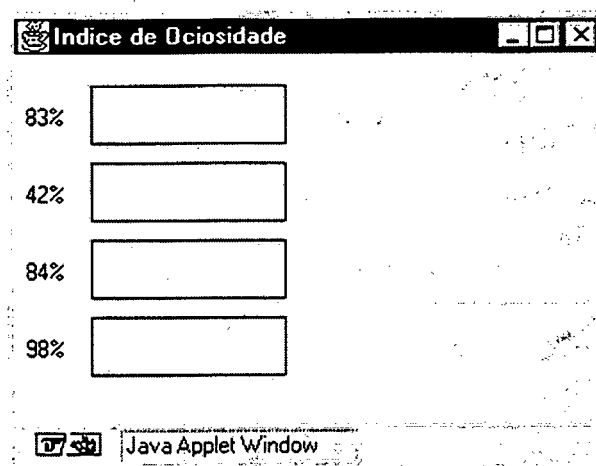 Indice de Ociosidade
83%
42%
84%
98%
Java Applet Window